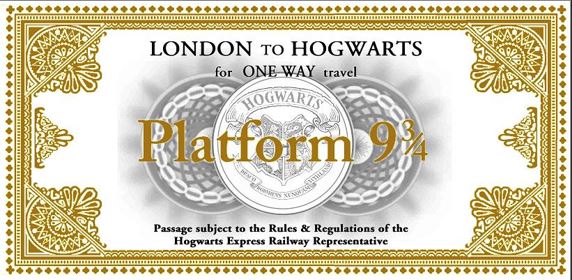 LONDON TO HOGWARTS
for ONE WAY travel
HOGWARTS
Platform 9¾
Passage subject to the Rules & Regulations of the
Hogwarts Express Railway Representative